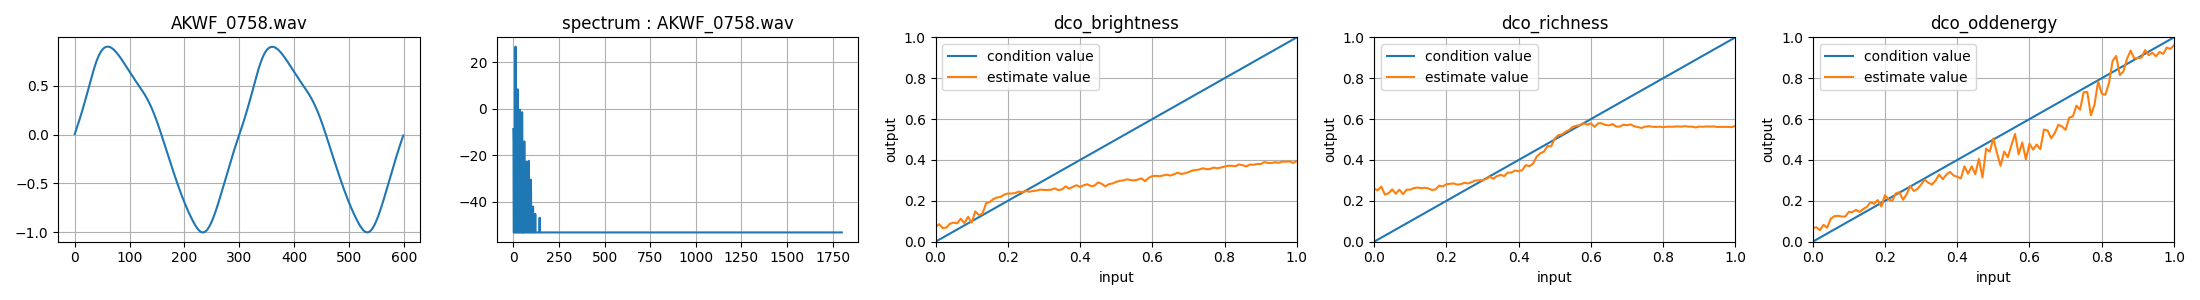 AKWF_0758.wav
0.5
0.0
−0.5
−1.0
0 100 200 300 400 500 600
spectrum : AKWF_0758.wav
20
0
−20
−40
0 250 500 750 1000 1250 1500 1750
dco_brightness
condition value
estimate value
output
1.0
0.8
0.6
0.4
0.2
0.0
0.0 0.2 0.4 0.6 0.8 1.0
input
dco_richness
condition value
estimate value
output
1.0
0.8
0.6
0.4
0.2
0.0
0.0 0.2 0.4 0.6 0.8 1.0
input
dco_oddenergy
condition value
estimate value
output
1.0
0.8
0.6
0.4
0.2
0.0
0.0 0.2 0.4 0.6 0.8 1.0
input